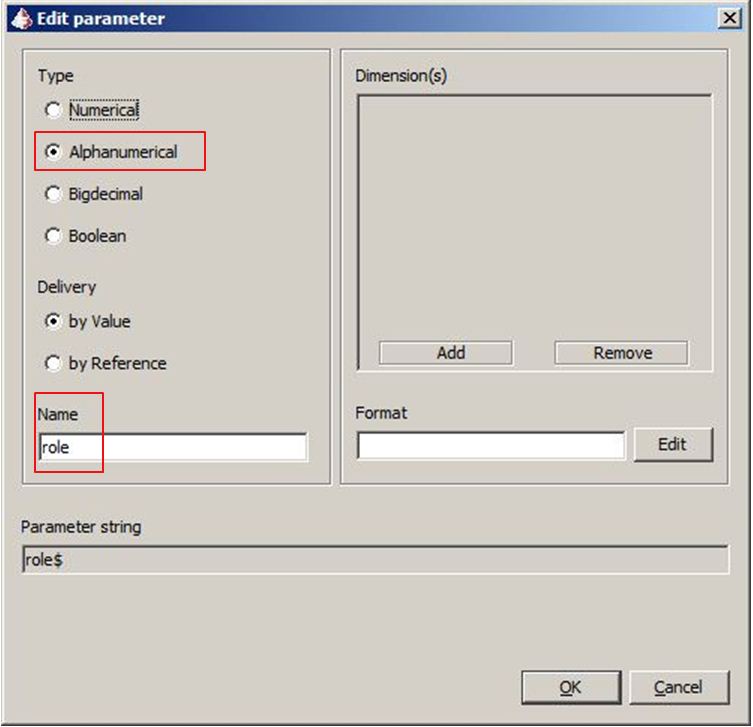 Edit parameter
Type
Numerical
Alphanumerical
Bigdecimal
Boolean
Delivery
by Value
by Reference
Name
role
Dimension(s)
Add Remove
Format
Edit
Parameter string
role$
OK Cancel